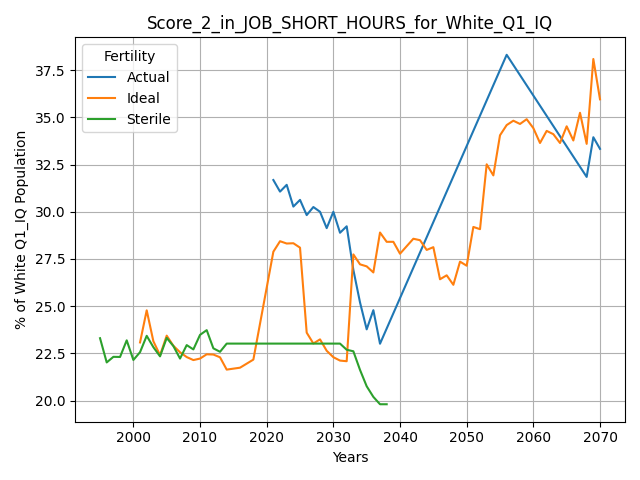 Score_2_in_JOB_SHORT_HOURS_for_White_Q1_IQ
Fertility
Actual
Ideal
Sterile
% of White Q1_IQ Population
37.5
35.0
32.5
30.0
27.5
25.0
22.5
20.0
2000 2010 2020 2030 2040 2050 2060 2070
Years